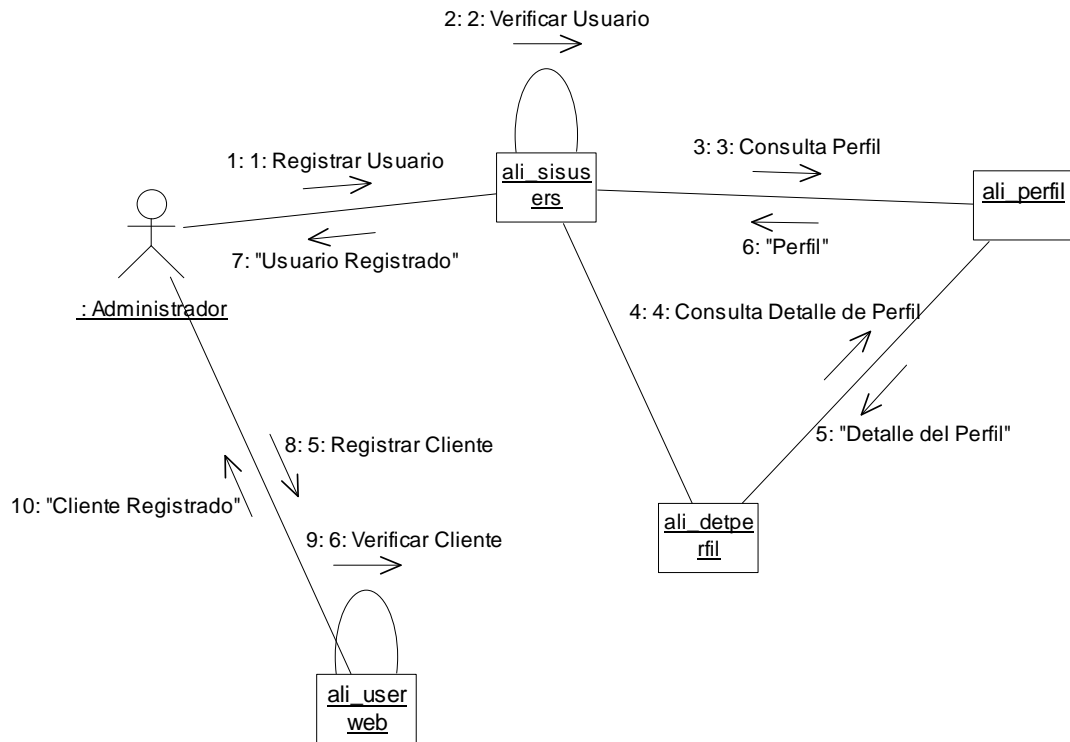 2: 2: Verificar Usuario
1: 1: Registrar Usuario
ali_sisus
ers
3: 3: Consulta Perfil
ali_perfil
7: "Usuario Registrado"
6: "Perfil"
: Administrador
4: 4: Consulta Detalle de Perfil
5: "Detalle del Perfil"
8: 5: Registrar Cliente
10: "Cliente Registrado"
ali_detpe
rfil
9: 6: Verificar Cliente
ali_user
web